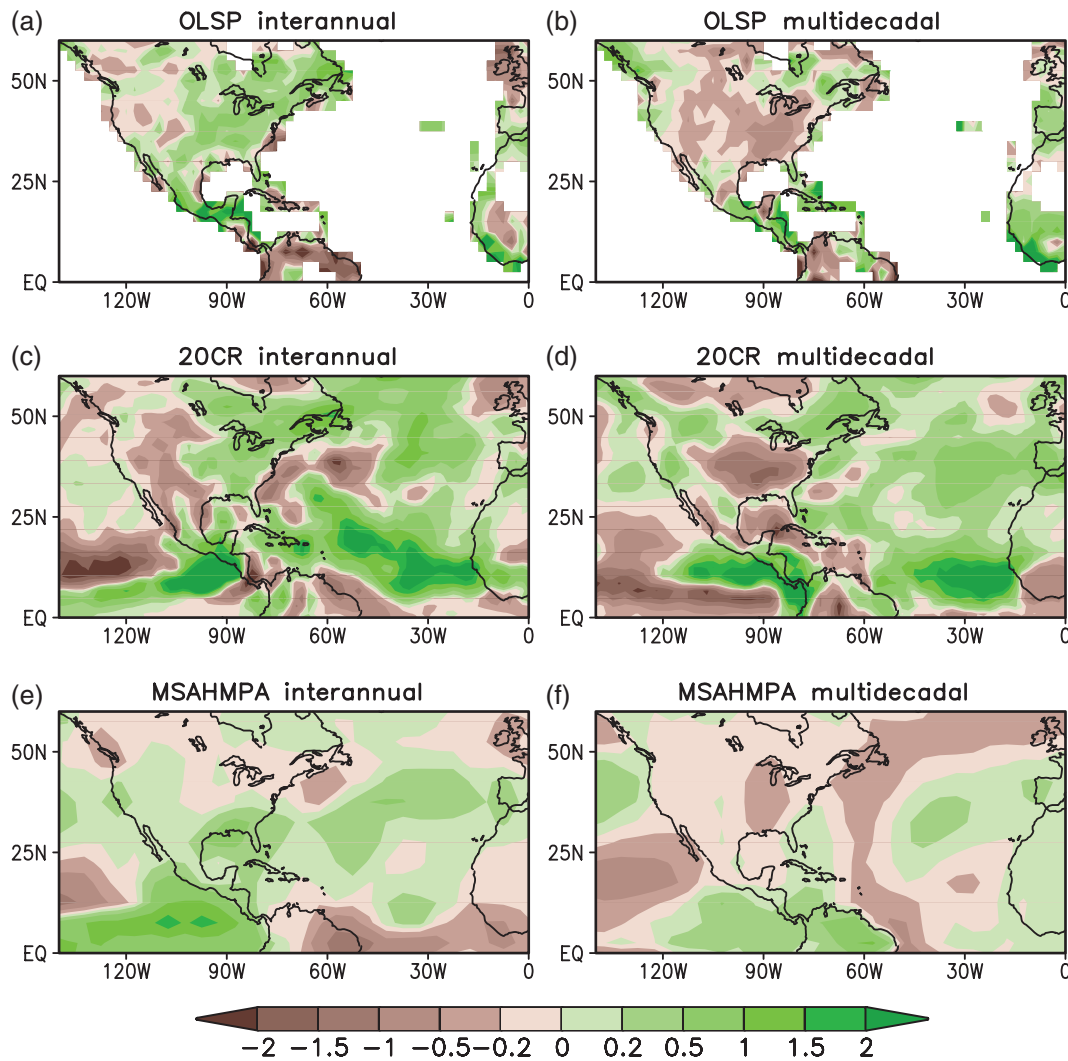 (a) OLSP interannual
(b) OLSP multidecadal
50N
25N
EQ
120W 90W 60W 30W 0
50N
25N
EQ
120W 90W 60W 30W 0
(c) 20CR interannual
(d) 20CR multidecadal
50N
25N
EQ
120W 90W 60W 30W 0
50N
25N
EQ
120W 90W 60W 30W 0
(e) MSAHMPA interannual
(f) MSAHMPA multidecadal
50N
25N
EQ
120W 90W 60W 30W 0
50N
25N
EQ
120W 90W 60W 30W 0
−2 −1.5 −1 −0.5 −0.2 0 0.2 0.5 1 1.5 2